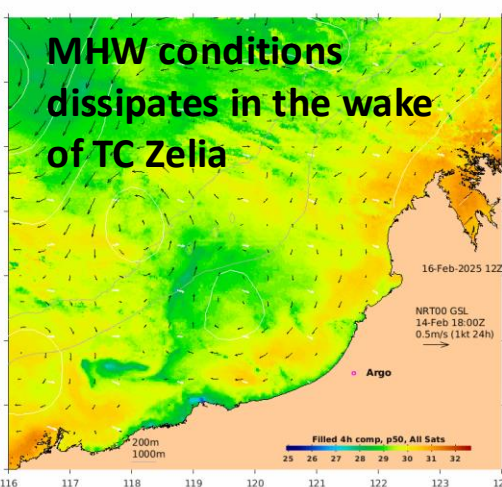 MHW conditions
dissipates in the wake
of TC Zelia
16-Feb-2025 12Z
NRT00 GSL
14-Feb 18:00Z
0.5m/s (1kt 24h)
Argo
200m
1000m
Filled 4h comp, p50, All Sats
25 26 27 28 29 30 31 32
116 117 118 119 120 121 122 123